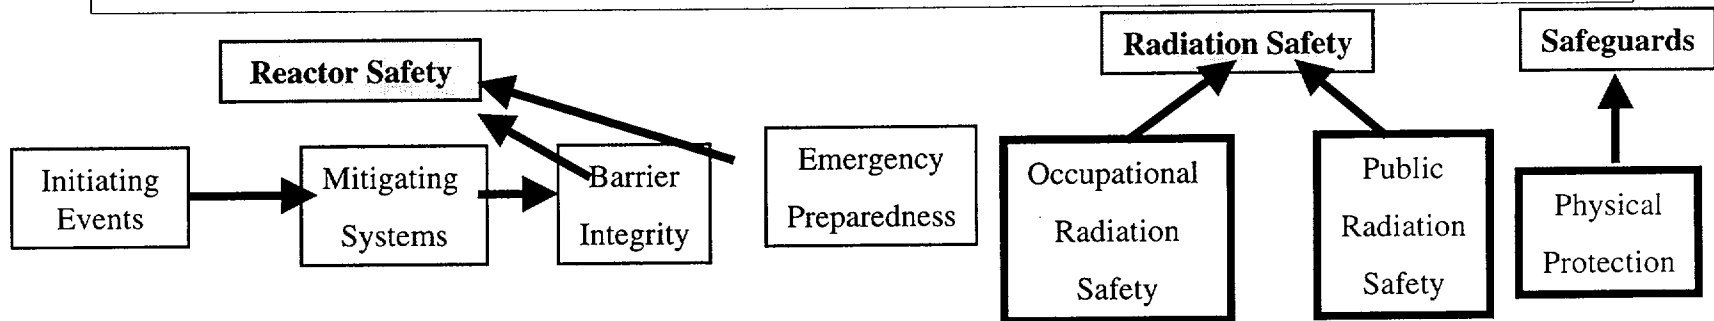 Reactor Safety
Radiation Safety
Safeguards
Initiating
Events
Mitigating
Systems
Barrier
Integrity
Emergency
Preparedness
Occupational
Radiation
Safety
Public
Radiation
Safety
Physical
Protection